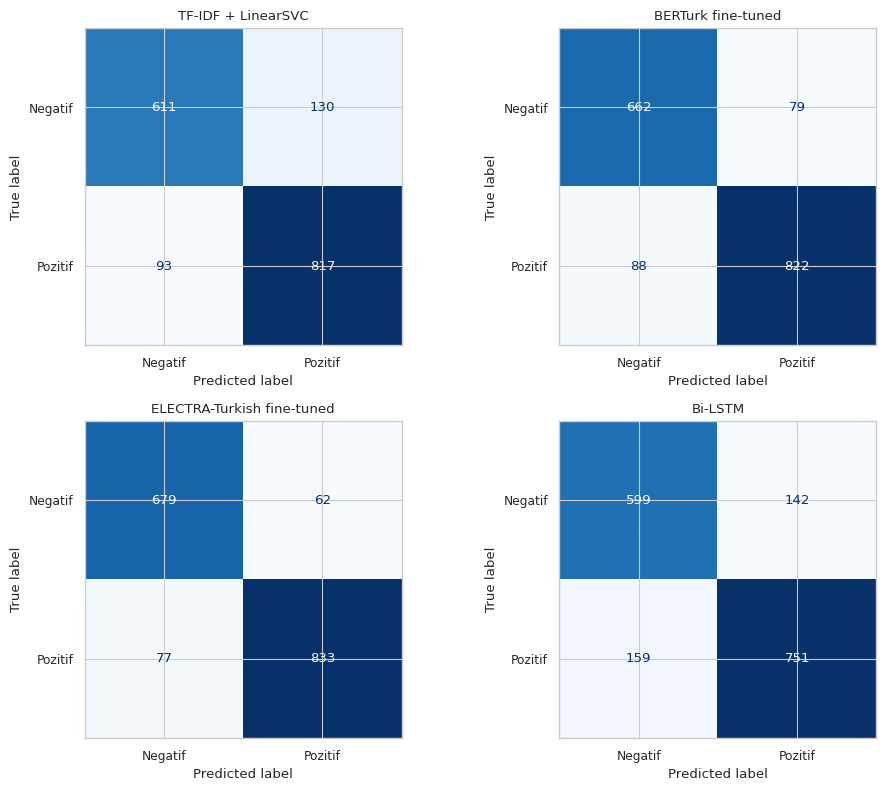 TF-IDF + LinearSVC
Negatif
611
130
True label
Pozitif
93
817
Negatif
Pozitif
Predicted label
BERTurk fine-tuned
Negatif
662
79
True label
Pozitif
88
822
Negatif
Pozitif
Predicted label
ELECTRA-Turkish fine-tuned
Negatif
679
62
True label
Pozitif
77
833
Negatif
Pozitif
Predicted label
Bi-LSTM
Negatif
599
142
True label
Pozitif
159
751
Negatif
Pozitif
Predicted label